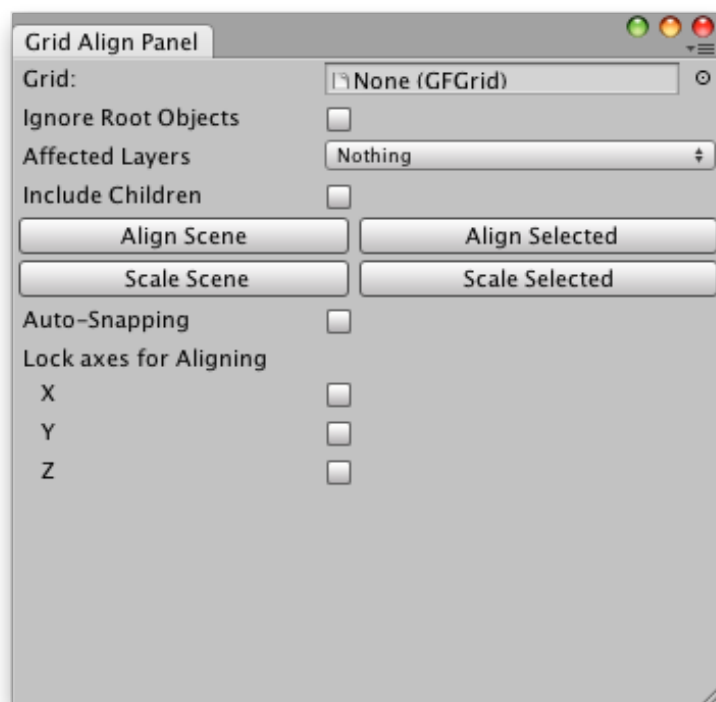 Grid Align Panel
Grid: None (GFGrid)
Ignore Root Objects
Affected Layers Nothing
Include Children
Align Scene Align Selected
Scale Scene Scale Selected
Auto-Snapping
Lock axes for Aligning
X
Y
Z